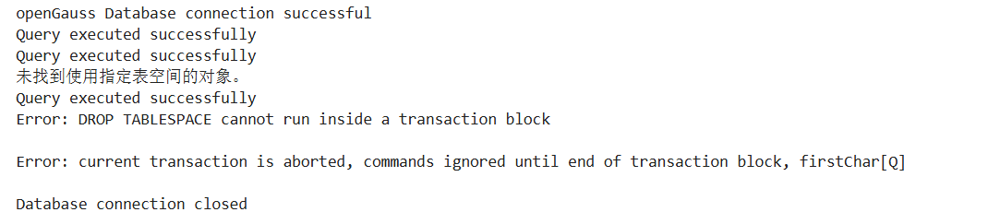 openGauss Database connection successful
Query executed successfully
Query executed successfully
未找到使用指定表空间的对象。
Query executed successfully
Error: DROP TABLESPACE cannot run inside a transaction block
Error: current transaction is aborted, commands ignored until end of transaction block, firstChar[Q]
Database connection closed